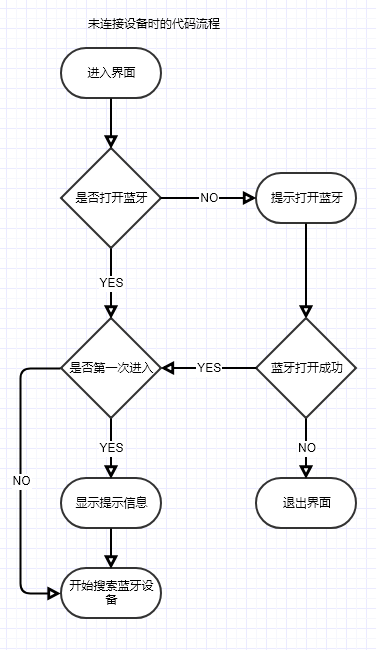 未连接设备时的代码流程
进入界面
是否打开蓝牙
NO
提示打开蓝牙
YES
是否第一次进入
YES
蓝牙打开成功
YES
NO
NO
显示提示信息
退出界面
开始搜索蓝牙设
备